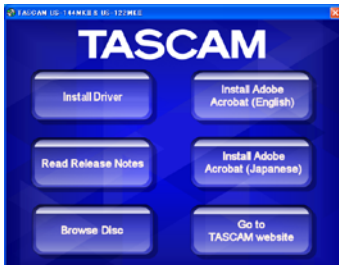 TASCAM US-144MKII & US-122MKII
TASCAM
Install Driver
Install Adobe
Acrobat (English)
Read Release Notes
Install Adobe
Acrobat (Japanese)
Browse Disc
Go to
TASCAM website